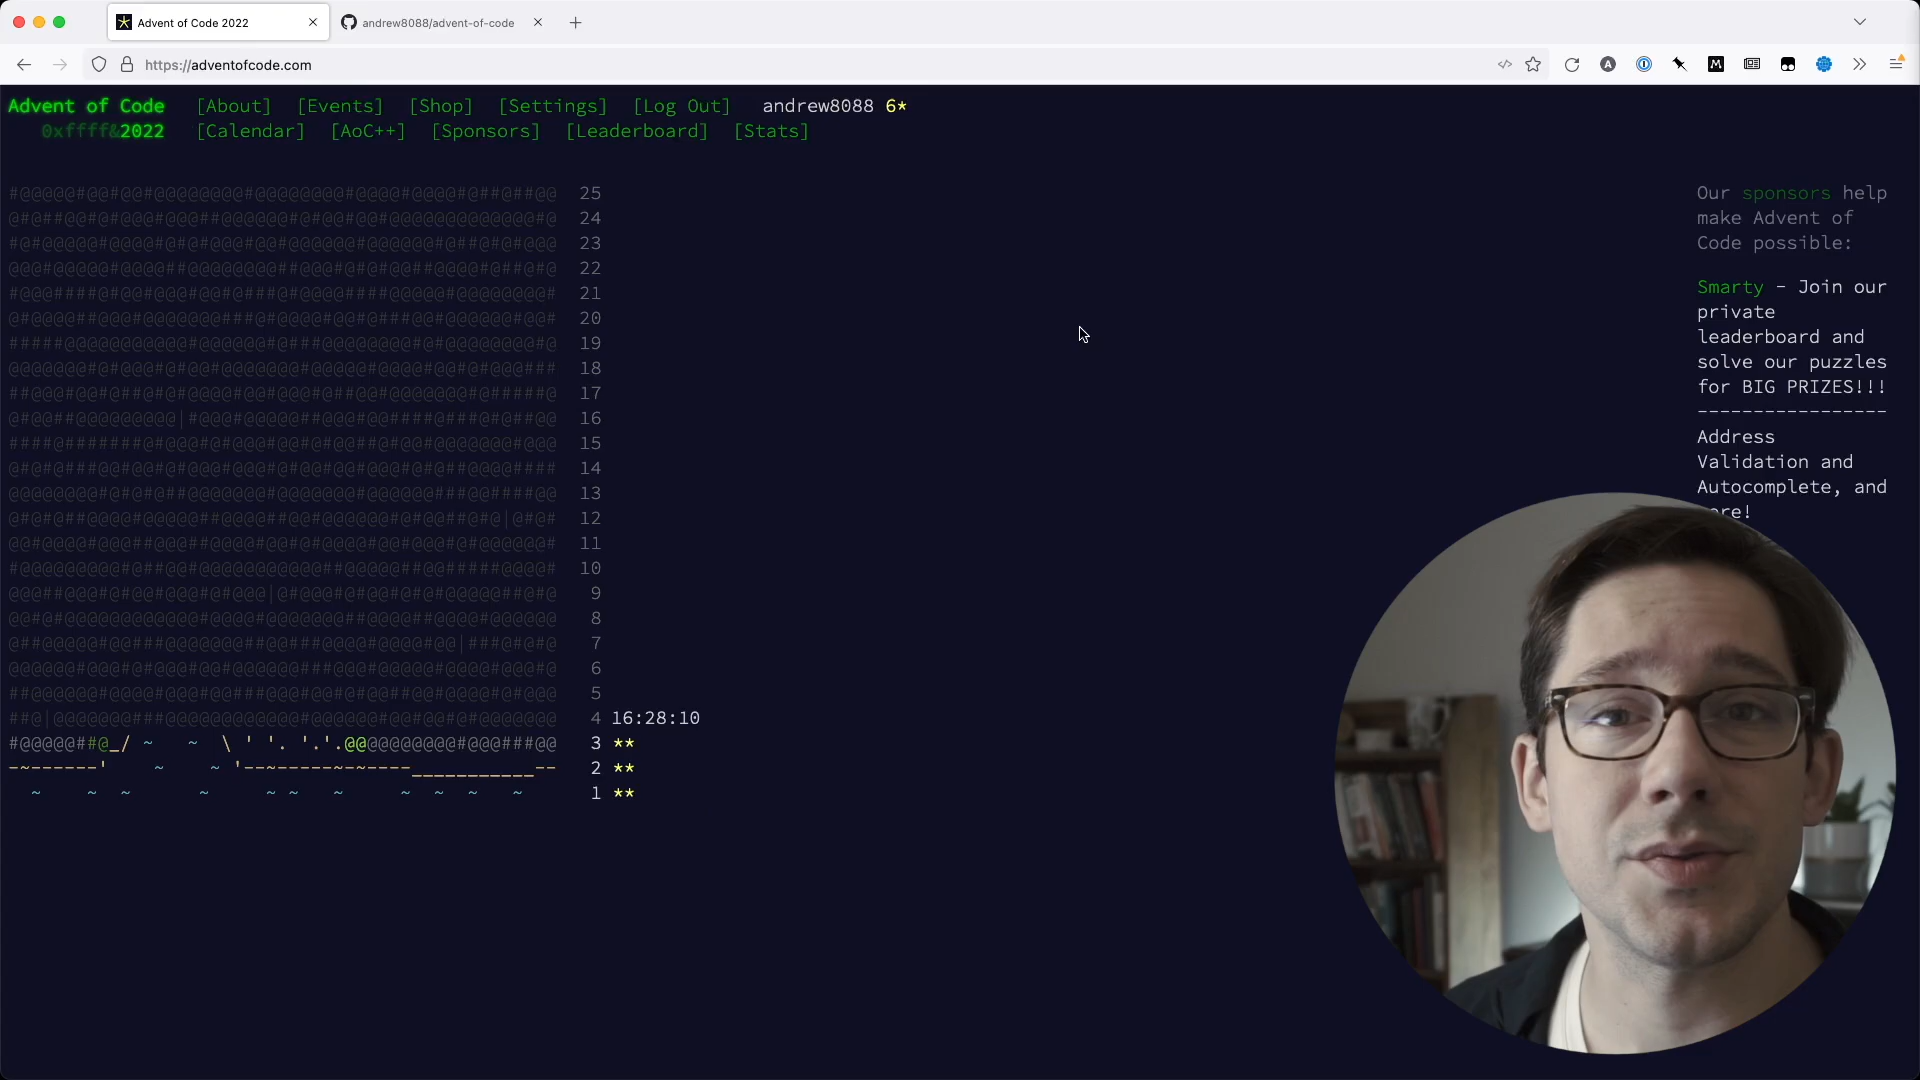 Advent of Code 2022
andrew8088/advent-of-code
https://adventofcode.com
Advent of Code [About] [Events] [Shop] [Settings] [Log Out] andrew8088 6*
0xffff&2022 [Calendar] [AoC++] [Sponsors] [Leaderboard] [Stats]
25
24
23
22
21
20
19
18
17
16
15
14
13
12
11
10
9
8
7
6
5
4 16:28:10
3 **
2 **
1 **
Our sponsors help
make Advent of
Code possible:
Smarty - Join our
private
leaderboard and
solve our puzzles
for BIG PRIZES!!!
-----------------
Address
Validation and
Autocomplete, and